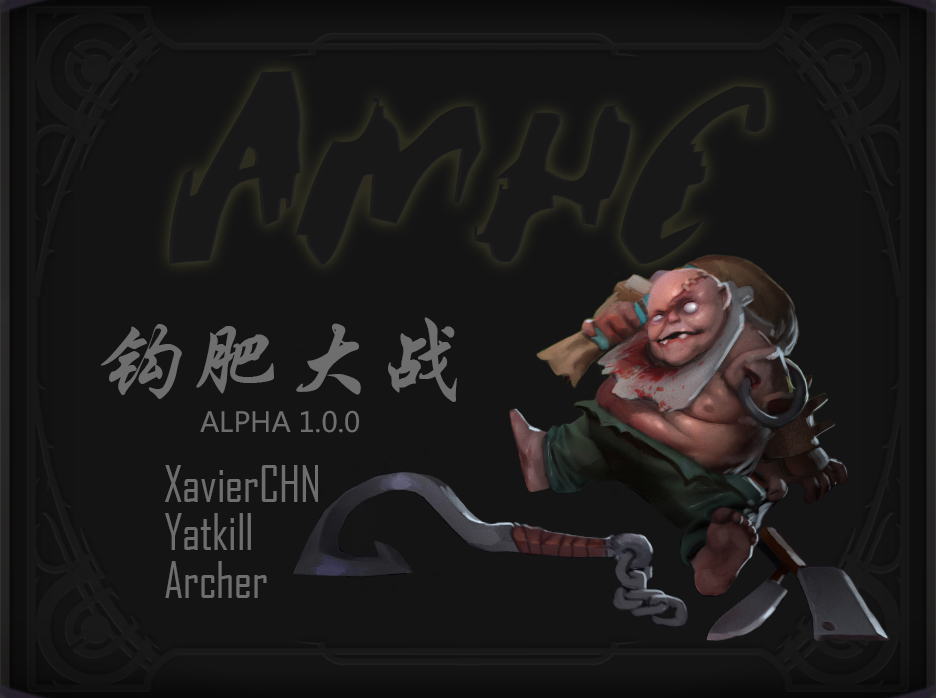 AMHC
钩肥大战
ALPHA 1.0.0
XavierCHN
Yatkill
Archer